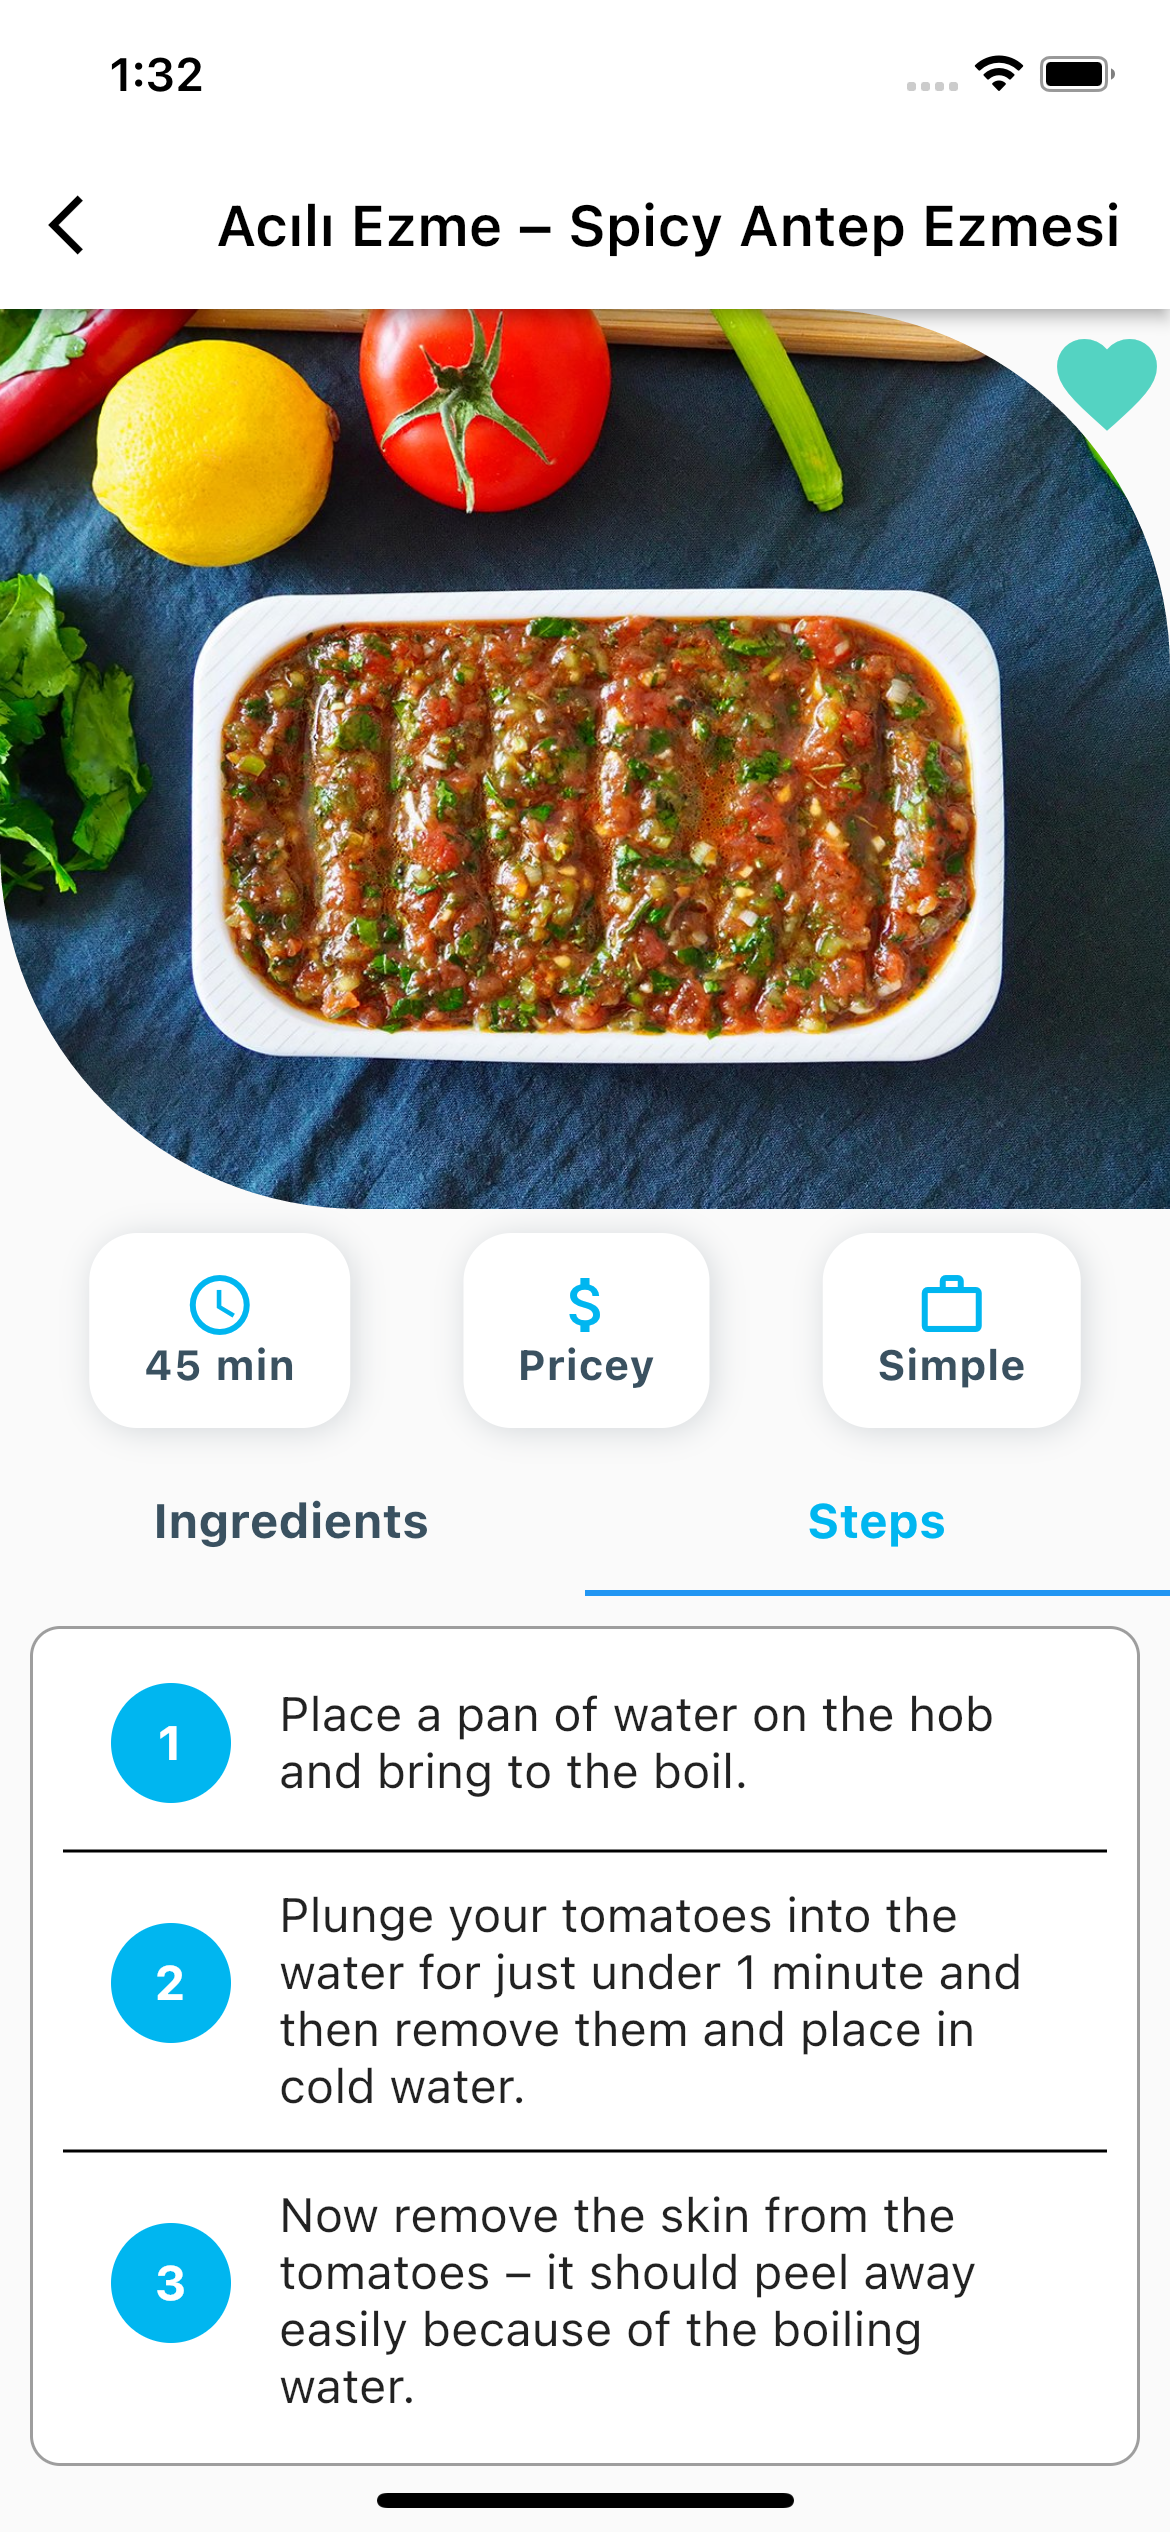 1:32
Acılı Ezme – Spicy Antep Ezmesi
45 min
$
Pricey
Simple
Ingredients
Steps
1
Place a pan of water on the hob
and bring to the boil.
2
Plunge your tomatoes into the
water for just under 1 minute and
then remove them and place in
cold water.
3
Now remove the skin from the
tomatoes – it should peel away
easily because of the boiling
water.